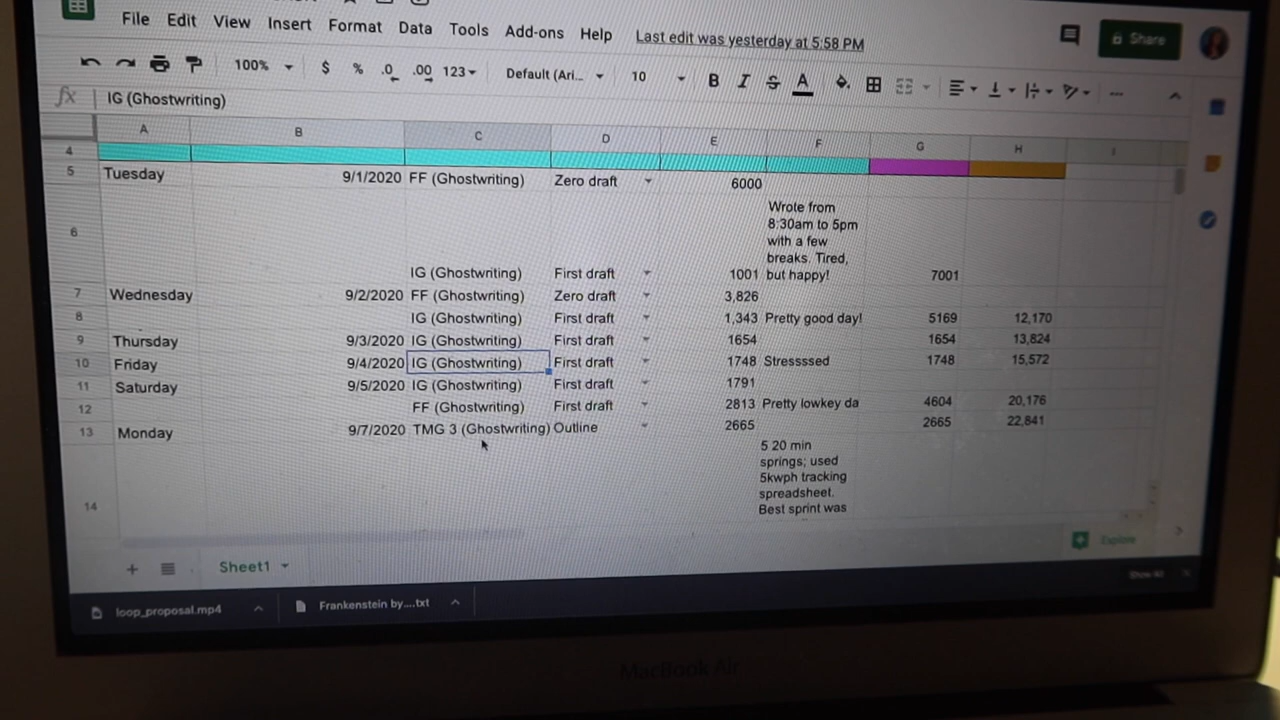 File Edit View Insert Format Data Tools Add-ons Help Last edit was yesterday at 5:58 PM Share
100% $ % .0 .00 123 Default (Ari... 10 B I S A
fx IG (Ghostwriting)
A B C D E F G H I
4
5 Tuesday 9/1/2020 FF (Ghostwriting) Zero draft 6000
Wrote from
8:30am to 5pm
with a few
breaks. Tired,
6 IG (Ghostwriting) First draft 1001 but happy! 7001
7 Wednesday 9/2/2020 FF (Ghostwriting) Zero draft 3,826
8 IG (Ghostwriting) First draft 1,343 Pretty good day! 5169 12,170
9 Thursday 9/3/2020 IG (Ghostwriting) First draft 1654 1654 13,824
10 Friday 9/4/2020 IG (Ghostwriting) First draft 1748 Stresssed 1748 15,572
11 Saturday 9/5/2020 IG (Ghostwriting) First draft 1791
12 FF (Ghostwriting) First draft 2813 Pretty lowkey da 4604 20,176
13 Monday 9/7/2020 TMG 3 (Ghostwriting) Outline 2665 2665 22,841
5 20 min
springs; used
5kwph tracking
spreadsheet.
14 Best sprint was
Explore
Sheet1
Show All
loop_proposal.mp4 Frankenstein by....txt
MacBook Air